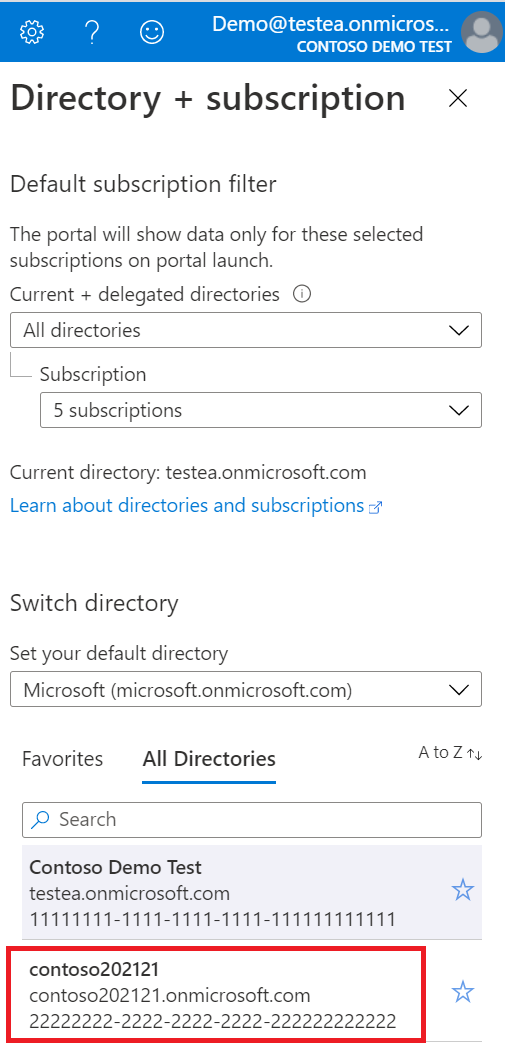 Demo@testea.onmicros...
CONTOSO DEMO TEST
Directory + subscription
Default subscription filter
The portal will show data only for these selected
subscriptions on portal launch.
Current + delegated directories
All directories
Subscription
5 subscriptions
Current directory: testea.onmicrosoft.com
Learn about directories and subscriptions
Switch directory
Set your default directory
Microsoft (microsoft.onmicrosoft.com)
Favorites All Directories A to Z ↑↓
Search
Contoso Demo Test
testea.onmicrosoft.com
11111111-1111-1111-1111-111111111111
contoso202121
contoso202121.onmicrosoft.com
22222222-2222-2222-2222-222222222222